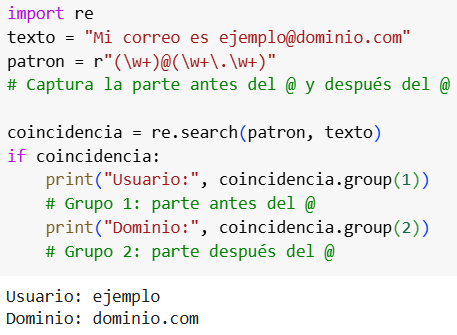 import re
texto = "Mi correo es ejemplo@dominio.com"
patron = r"(\w+)@(\w+\.\w+)"
# Captura la parte antes del @ y después del @

coincidencia = re.search(patron, texto)
if coincidencia:
    print("Usuario:", coincidencia.group(1))
    # Grupo 1: parte antes del @
    print("Dominio:", coincidencia.group(2))
    # Grupo 2: parte después del @

Usuario: ejemplo
Dominio: dominio.com